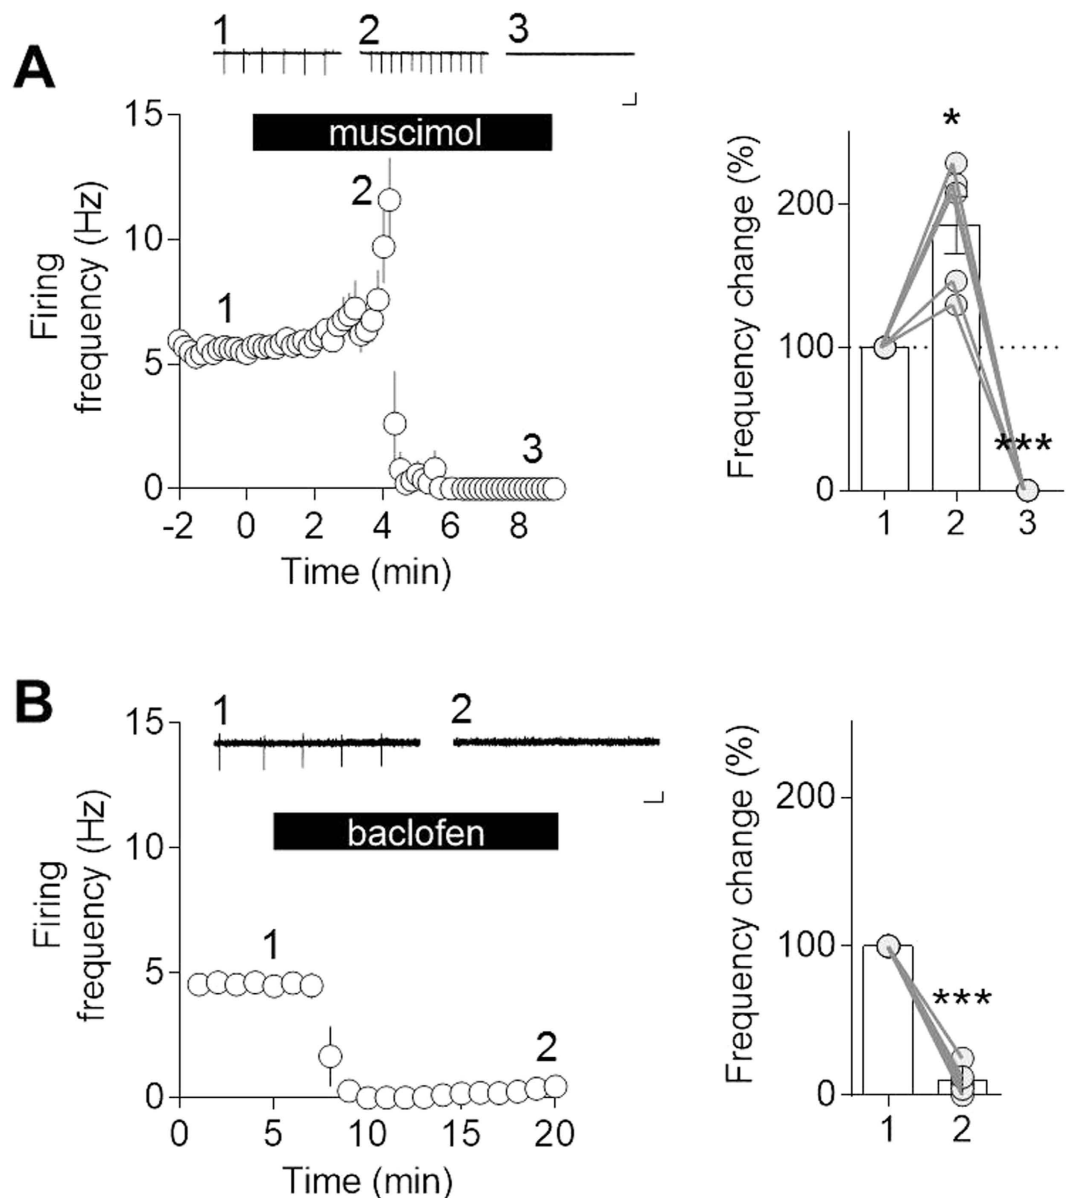 A
1 2 3
15
10
5
0
Firing
frequency (Hz)
muscimol
1
2
3
-2 0 2 4 6 8
Time (min)
Frequency change (%)
200
100
0
*
***
1 2 3
B
1 2
15
10
5
0
Firing
frequency (Hz)
baclofen
1
2
0 5 10 15 20
Time (min)
Frequency change (%)
200
100
0
***
1 2